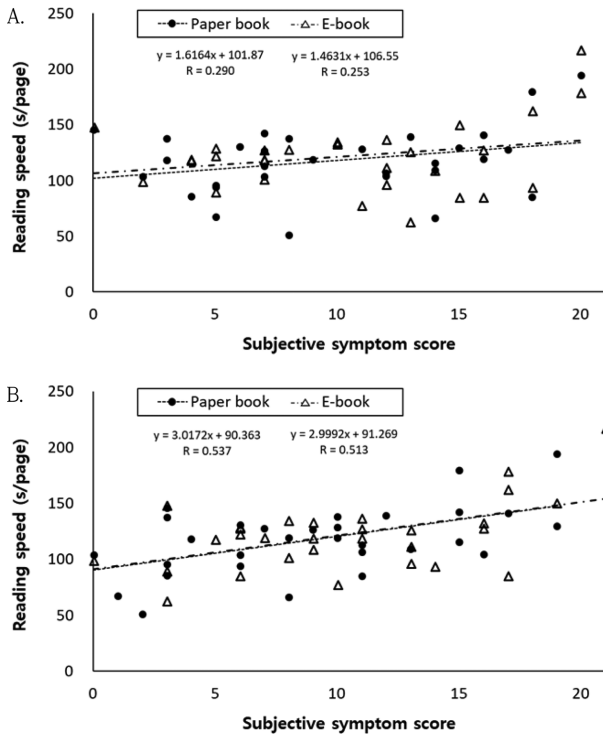 A.
Paper book E-book
y = 1.6164x + 101.87 y = 1.4631x + 106.55
R = 0.290 R = 0.253
250
200
150
100
50
0
Reading speed (s/page)
0 5 10 15 20
Subjective symptom score
B.
Paper book E-book
y = 3.0172x + 90.363 y = 2.9992x + 91.269
R = 0.537 R = 0.513
250
200
150
100
50
0
Reading speed (s/page)
0 5 10 15 20
Subjective symptom score